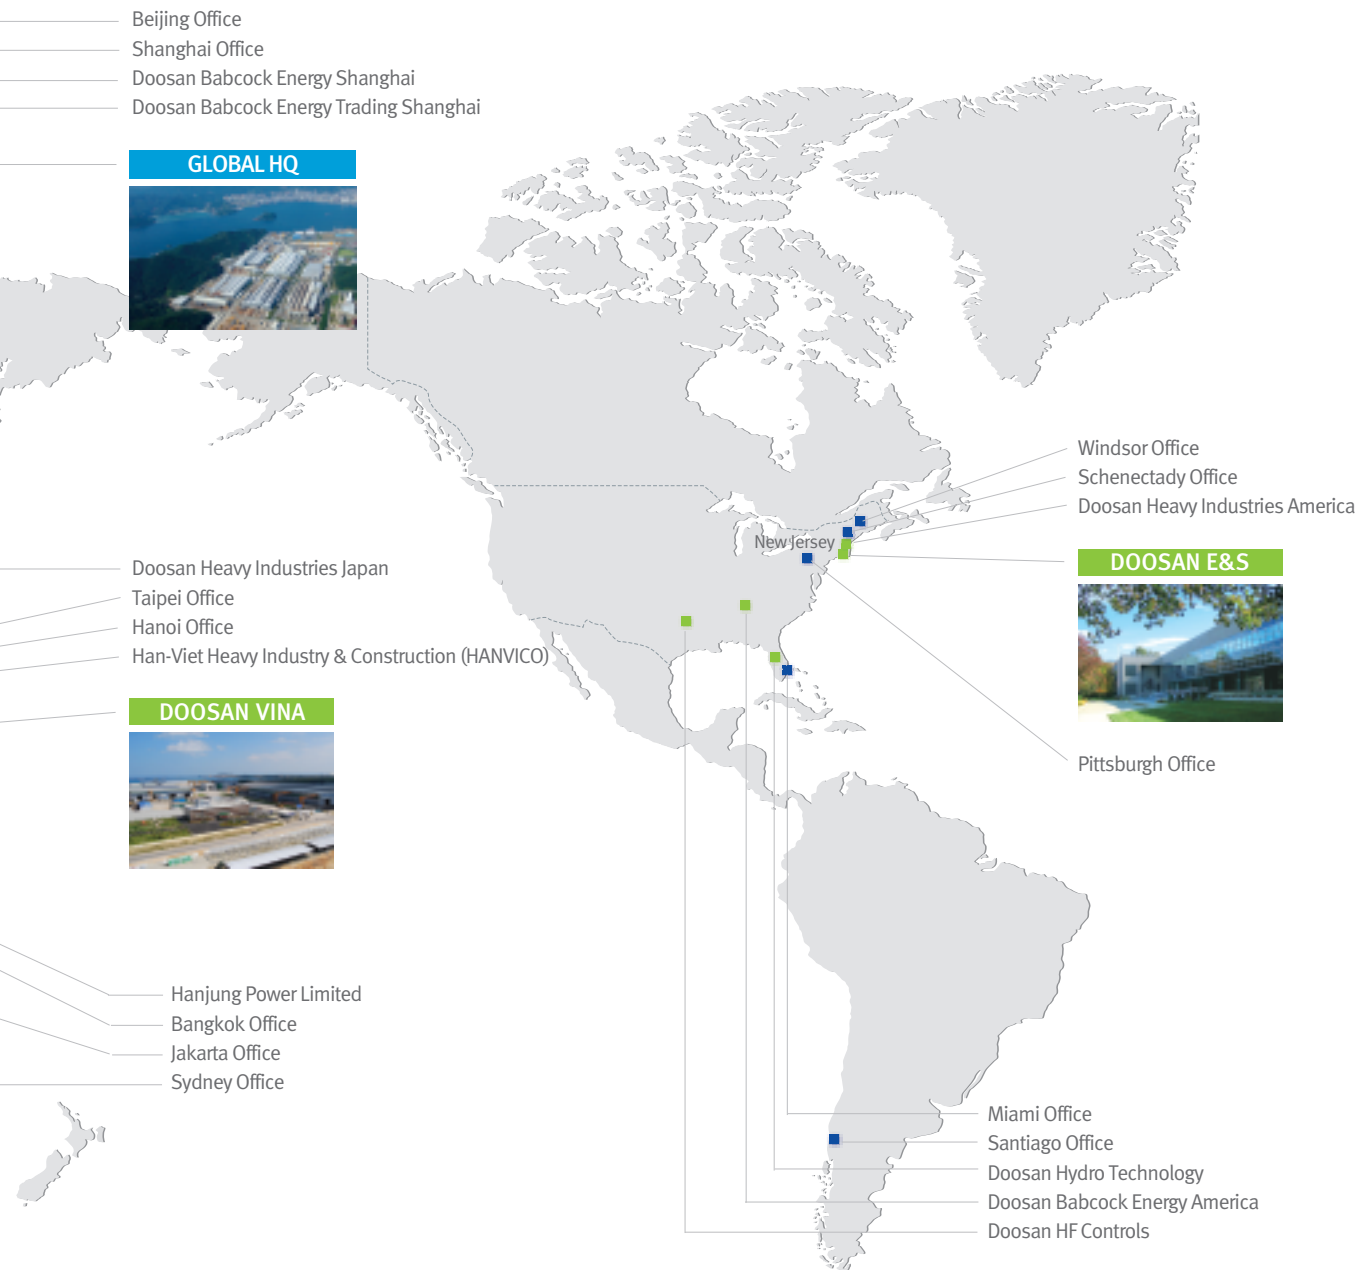 Beijing Office
Shanghai Office
Doosan Babcock Energy Shanghai
Doosan Babcock Energy Trading Shanghai
GLOBAL HQ
Windsor Office
Schenectady Office
Doosan Heavy Industries America
New Jersey
DOOSAN E&S
Doosan Heavy Industries Japan
Taipei Office
Hanoi Office
Han-Viet Heavy Industry & Construction (HANVICO)
DOOSAN VINA
Pittsburgh Office
Hanjung Power Limited
Bangkok Office
Jakarta Office
Sydney Office
Miami Office
Santiago Office
Doosan Hydro Technology
Doosan Babcock Energy America
Doosan HF Controls